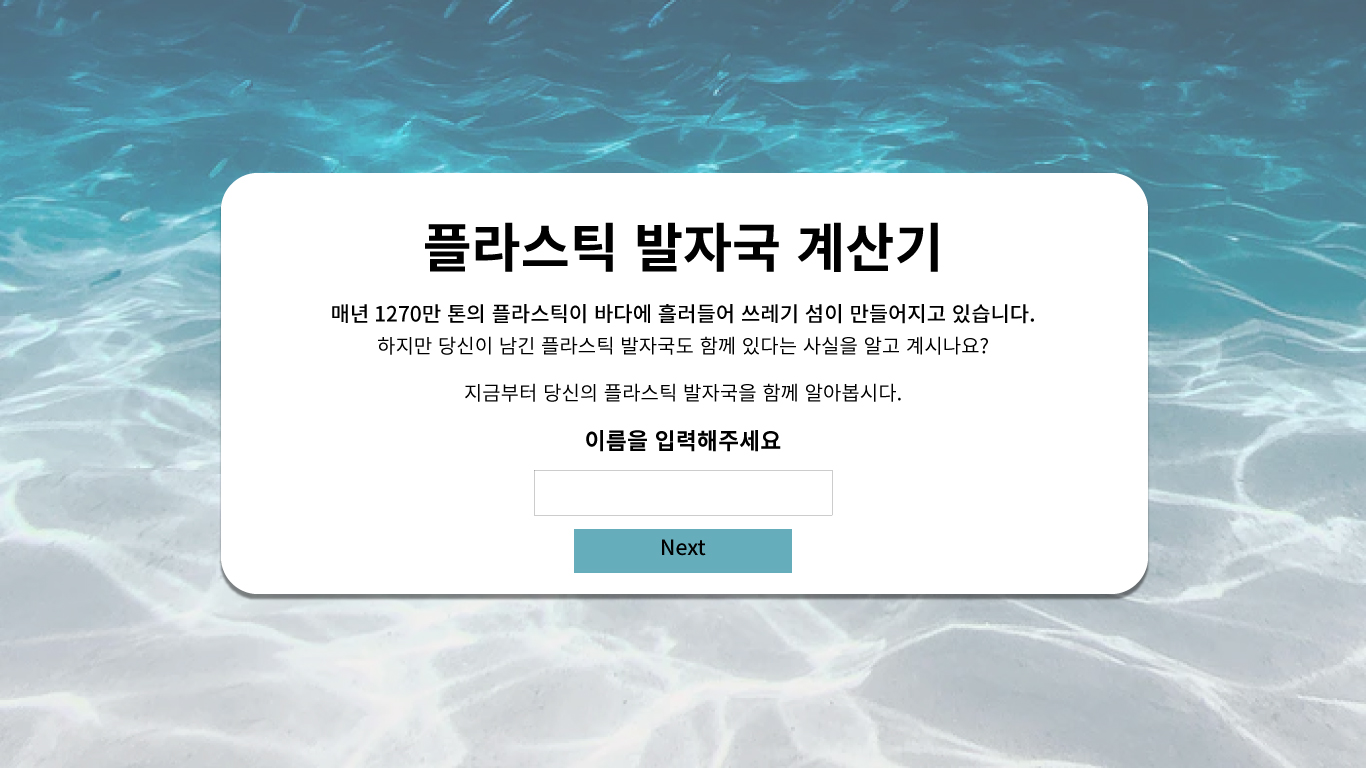 플라스틱 발자국 계산기
매년 1270만 톤의 플라스틱이 바다에 흘러들어 쓰레기 섬이 만들어지고 있습니다.
하지만 당신이 남긴 플라스틱 발자국도 함께 있다는 사실을 알고 계시나요?
지금부터 당신의 플라스틱 발자국을 함께 알아봅시다.
이름을 입력해주세요
Next